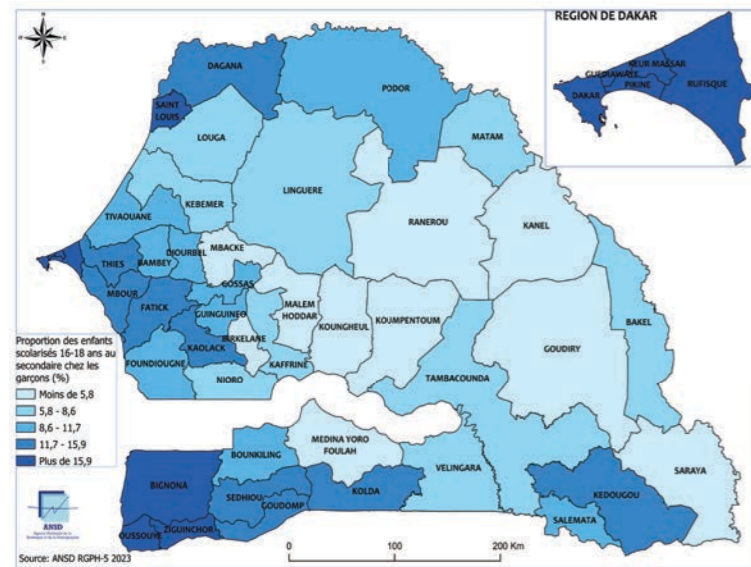 REGION DE DAKAR
KEUR MASSAR
GUEDIAWAYE
PIKINE
RUFISQUE
DAKAR
N
E
S
DAGANA
PODOR
SAINT
LOUIS
LOUGA
MATAM
LINGUERE
KEBEMER
TIVAOUANE
RANEROU
KANEL
MBACKE
DIOURBEL
THIES
BAMBEY
GOSSAS
MBOUR
MALEM
HODDAR
KOUNGHEUL
KOUMPENTOUM
FATICK
GUINGUINEO
BIRKELANE
KAOLACK
GOUDIRY
BAKEL
FOUNDIOUGNE
KAFFRINE
NIORO
TAMBACOUNDA
Proportion des enfants
scolarisés 16-18 ans au
secondaire chez les
garçons (%)
Moins de 5,8
5,8 - 8,6
8,6 - 11,7
11,7 - 15,9
Plus de 15,9
MEDINA YORO
FOULAH
BOUNKILING
VELINGARA
SARAYA
BIGNONA
SEDHIOU
KOLDA
GOUDOMP
KEDOUGOU
SALEMATA
ZIGUINCHOR
OUSSOUYE
ANSD
Source: ANSD RGPH-5 2023
0 100 200 Km